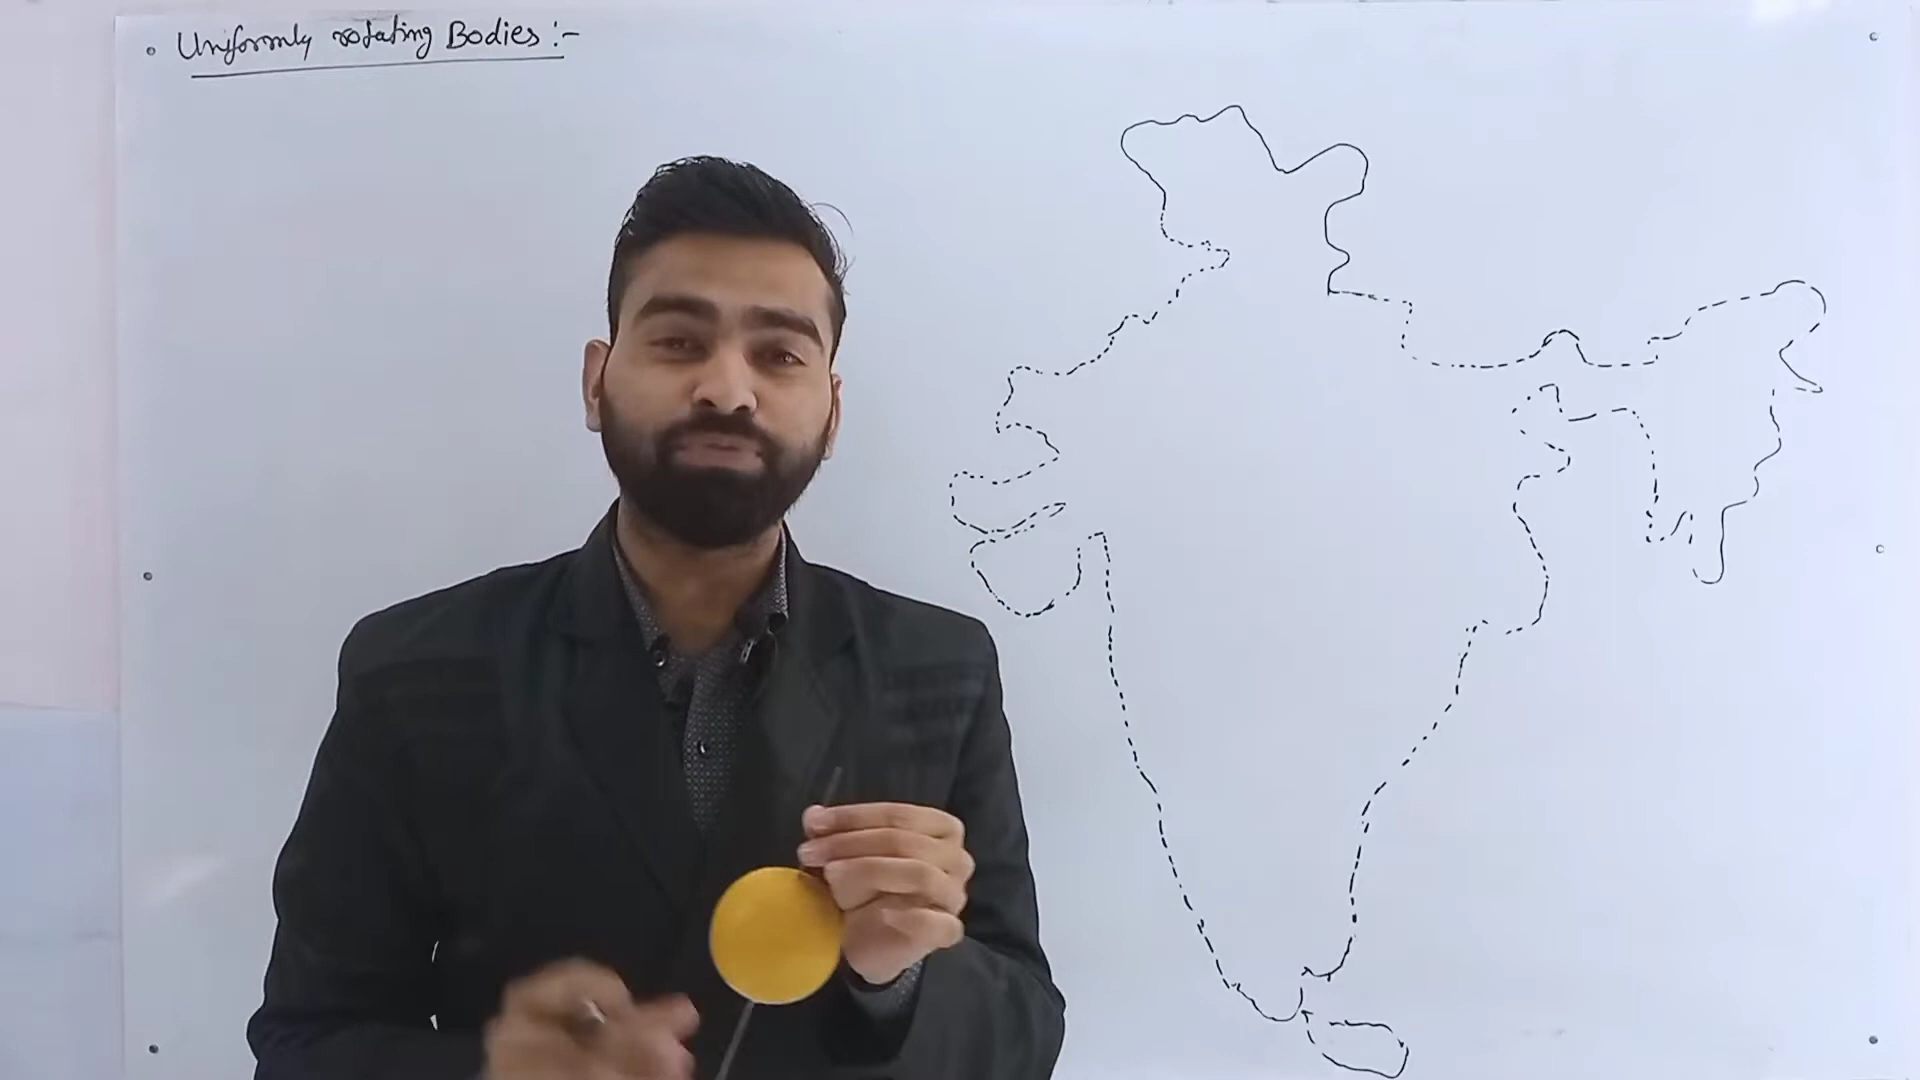 • Uniformly rotating Bodies :-